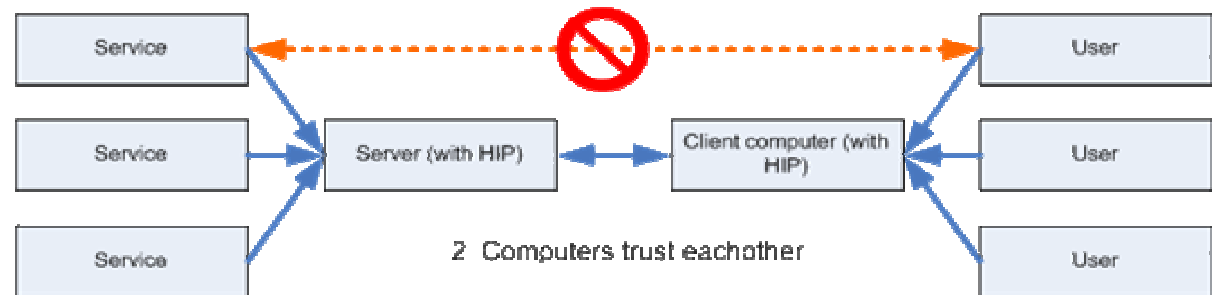 Service
User
Service
Server (with HIP)
Client computer (with
HIP)
User
Service
2 Computers trust eachother
User